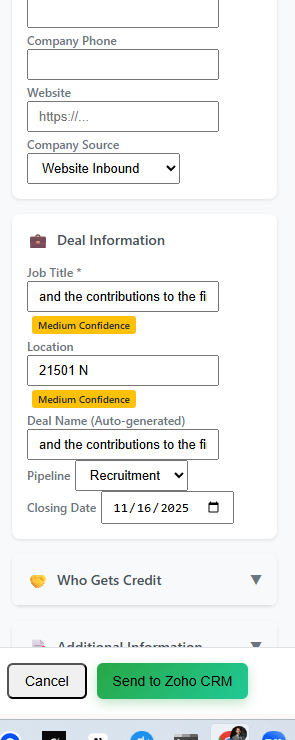 Company Phone
Website
https://...
Company Source
Website Inbound
Deal Information
Job Title *
and the contributions to the fi
Medium Confidence
Location
21501 N
Medium Confidence
Deal Name (Auto-generated)
and the contributions to the fi
Pipeline Recruitment
Closing Date 11/16/2025
Who Gets Credit ▼
Additional Information
Cancel Send to Zoho CRM